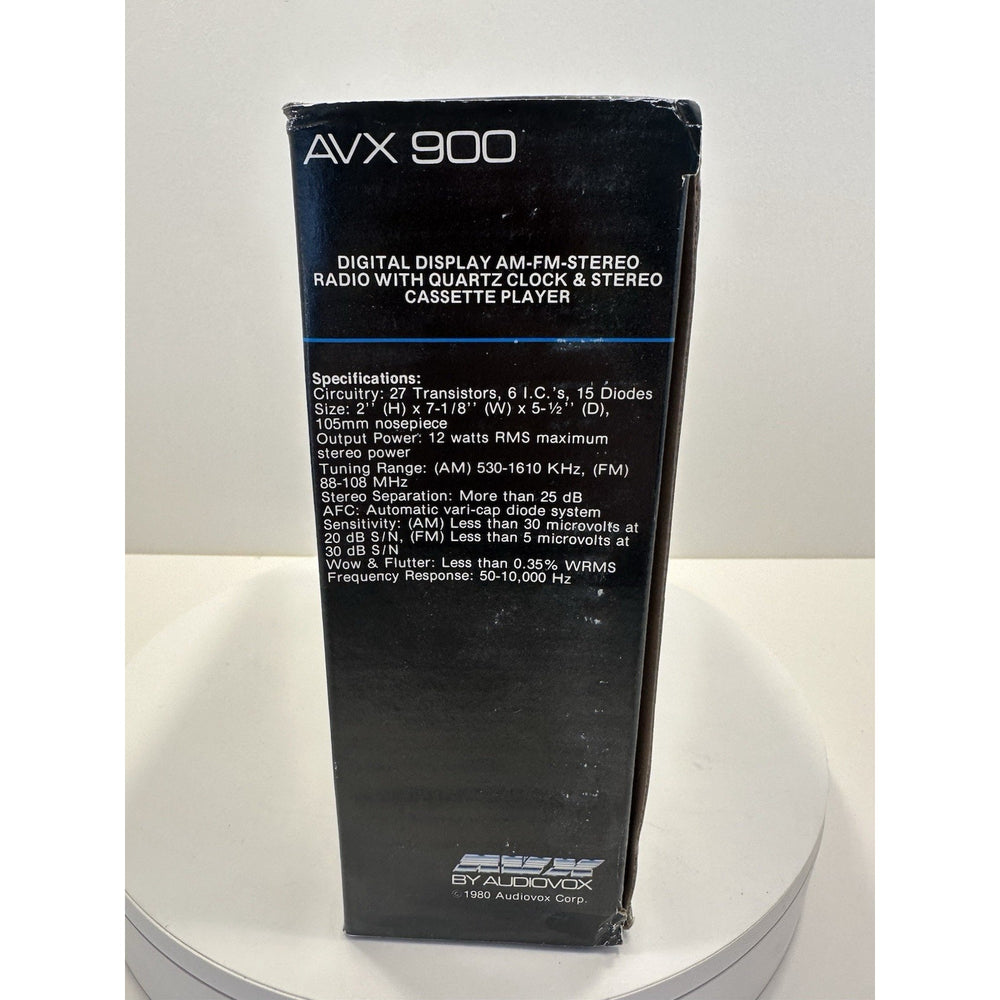 AVX 900
DIGITAL DISPLAY AM-FM-STEREO
RADIO WITH QUARTZ CLOCK & STEREO
CASSETTE PLAYER
Specifications:
Circuitry: 27 Transistors, 6 I.C.'s, 15 Diodes
Size: 2'' (H) x 7-1/8'' (W) x 5-½'' (D),
105mm nosepiece
Output Power: 12 watts RMS maximum
stereo power
Tuning Range: (AM) 530-1610 KHz, (FM)
88-108 MHz
Stereo Separation: More than 25 dB
AFC: Automatic vari-cap diode system
Sensitivity: (AM) Less than 30 microvolts at
20 dB S/N, (FM) Less than 5 microvolts at
30 dB S/N
Wow & Flutter: Less than 0.35% WRMS
Frequency Response: 50-10,000 Hz
AVX
BY AUDIOVOX
©1980 Audiovox Corp.